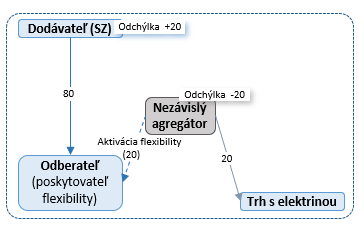 Dodávateľ (SZ)
Odchýlka +20
80
Odchýlka -20
Nezávislý
agregátor
Aktivácia flexibility
(20)
20
Odberateľ
(poskytovateľ
flexibility)
Trh s elektrinou